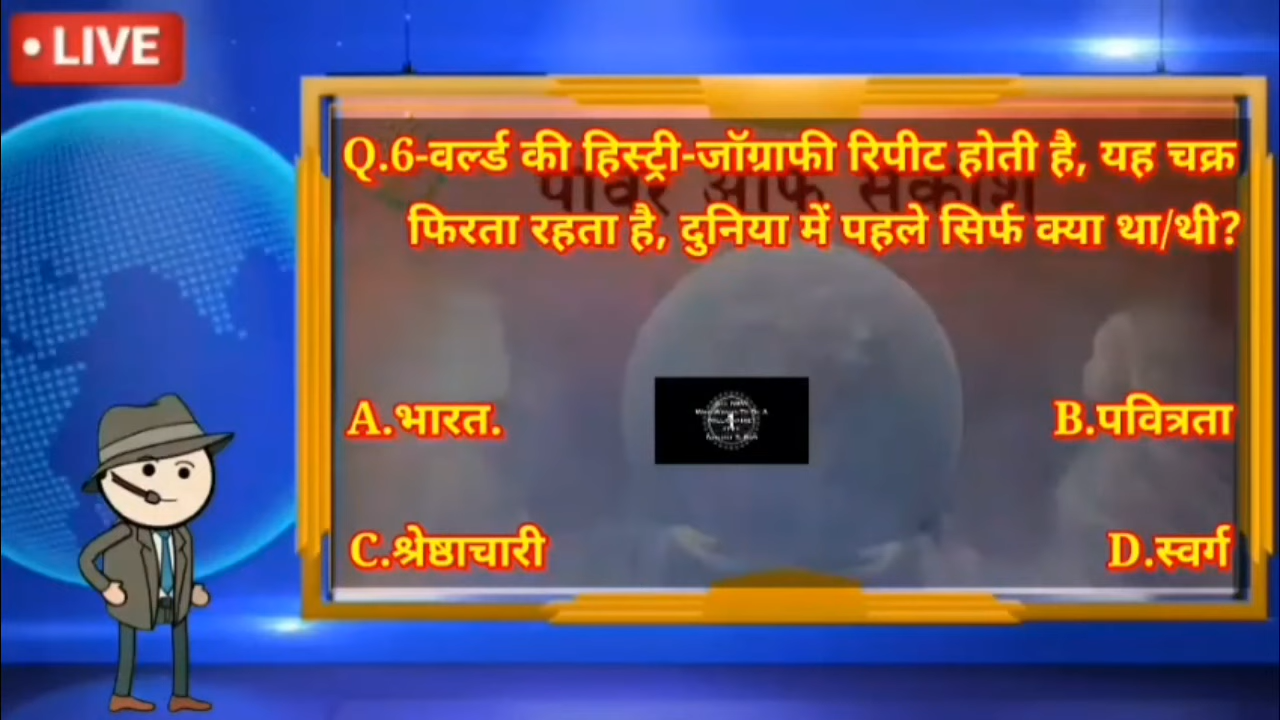 LIVE
Q.6-वर्ल्ड की हिस्ट्री-जॉग्राफी रिपीट होती है, यह चक्र
फिरता रहता है, दुनिया में पहले सिर्फ क्या था/थी?
A.भारत.
B.पवित्रता
C.श्रेष्ठाचारी
D.स्वर्ग